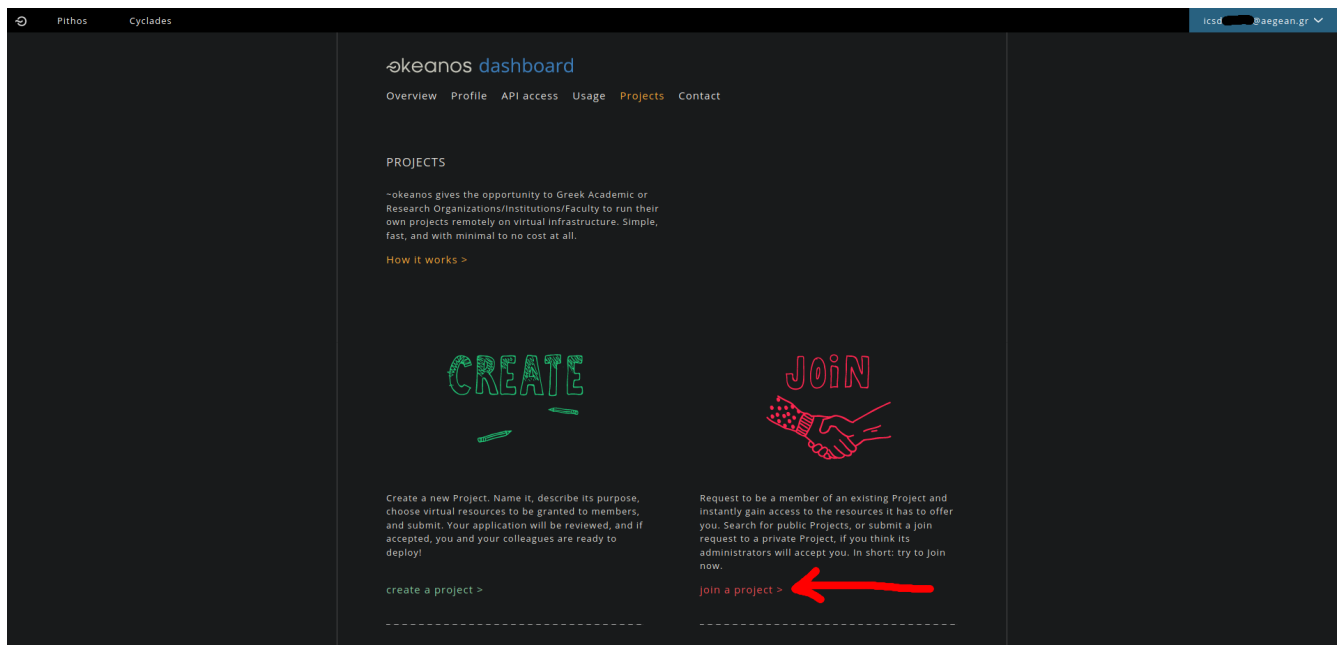 Pithos Cyclades icsd @aegean.gr
okeanos dashboard
Overview Profile API access Usage Projects Contact
PROJECTS
~okeanos gives the opportunity to Greek Academic or
Research Organizations/Institutions/Faculty to run their
own projects remotely on virtual infrastructure. Simple,
fast, and with minimal to no cost at all.
How it works >
CREATE
Create a new Project. Name it, describe its purpose,
choose virtual resources to be granted to members,
and submit. Your application will be reviewed, and if
accepted, you and your colleagues are ready to
deploy!
create a project >
JOiN
Request to be a member of an existing Project and
instantly gain access to the resources it has to offer
you. Search for public Projects, or submit a join
request to a private Project, if you think its
administrators will accept you. In short: try to Join
now.
join a project >